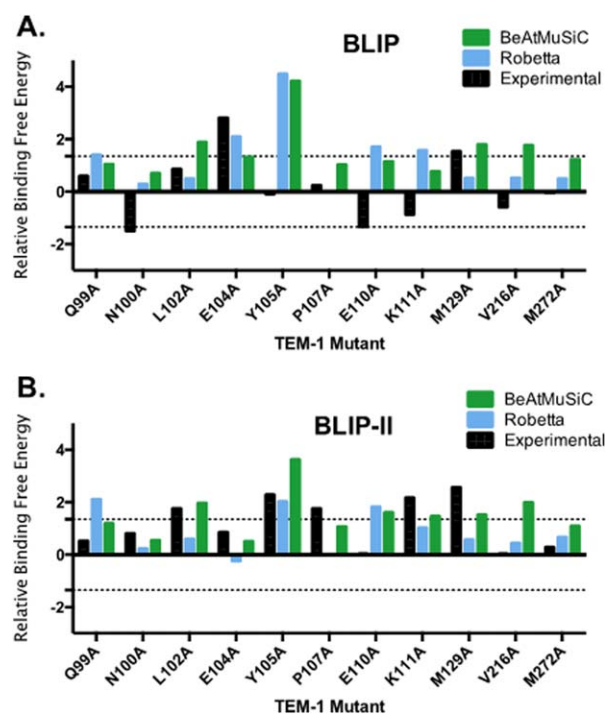 A.
BLIP
BeAtMuSiC
Robetta
Experimental
Relative Binding Free Energy
4
2
0
-2
Q99A
N100A
L102A
E104A
Y105A
P107A
E110A
K111A
M129A
V216A
M272A
TEM-1 Mutant
B.
BLIP-II
BeAtMuSiC
Robetta
Experimental
Relative Binding Free Energy
4
2
0
-2
Q99A
N100A
L102A
E104A
Y105A
P107A
E110A
K111A
M129A
V216A
M272A
TEM-1 Mutant